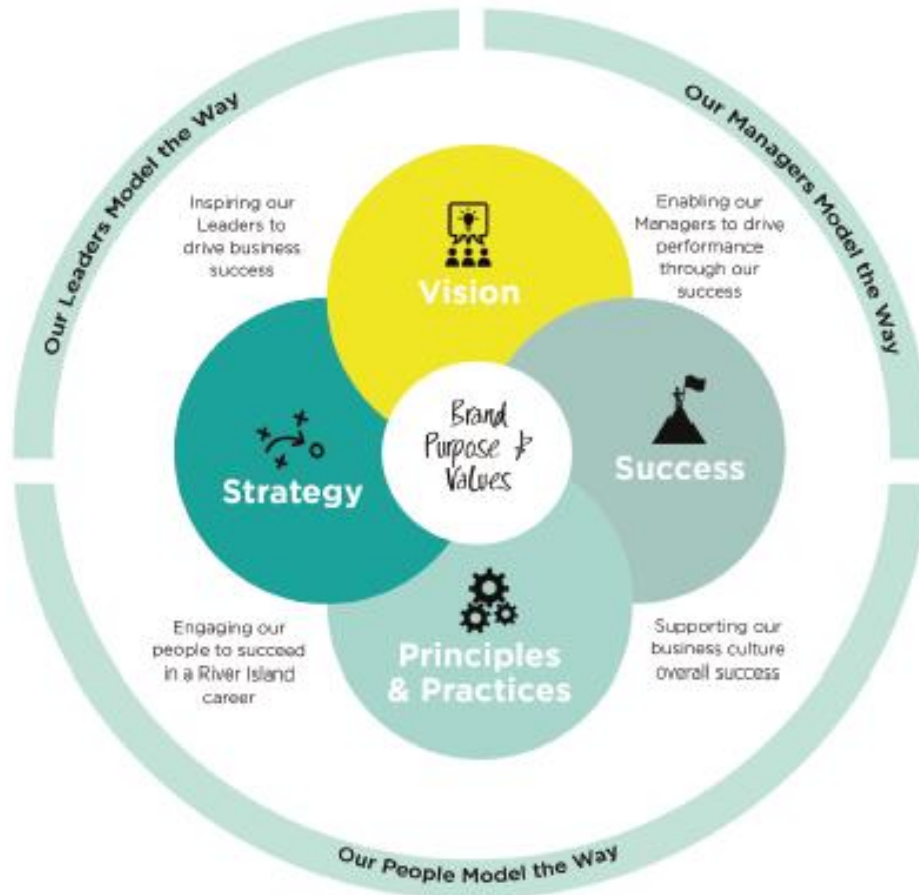 Our Leaders Model the Way
Our Managers Model the Way
Inspiring our
Leaders to
drive business
success
Vision
Enabling our
Managers to drive
performance
through our
success
Strategy
Brand
Purpose &
Values
Success
Engaging our
people to succeed
in a River Island
career
Principles
& Practices
Supporting our
business culture
overall success
Our People Model the Way